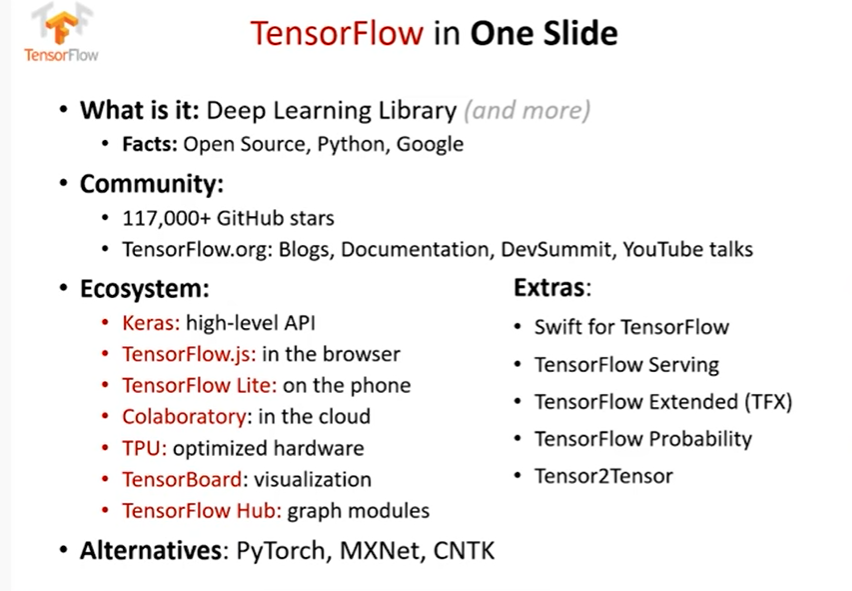 TensorFlow
TensorFlow in One Slide
• What is it: Deep Learning Library (and more)
• Facts: Open Source, Python, Google
• Community:
• 117,000+ GitHub stars
• TensorFlow.org: Blogs, Documentation, DevSummit, YouTube talks
• Ecosystem:
• Keras: high-level API
• TensorFlow.js: in the browser
• TensorFlow Lite: on the phone
• Colaboratory: in the cloud
• TPU: optimized hardware
• TensorBoard: visualization
• TensorFlow Hub: graph modules
Extras:
• Swift for TensorFlow
• TensorFlow Serving
• TensorFlow Extended (TFX)
• TensorFlow Probability
• Tensor2Tensor
• Alternatives: PyTorch, MXNet, CNTK